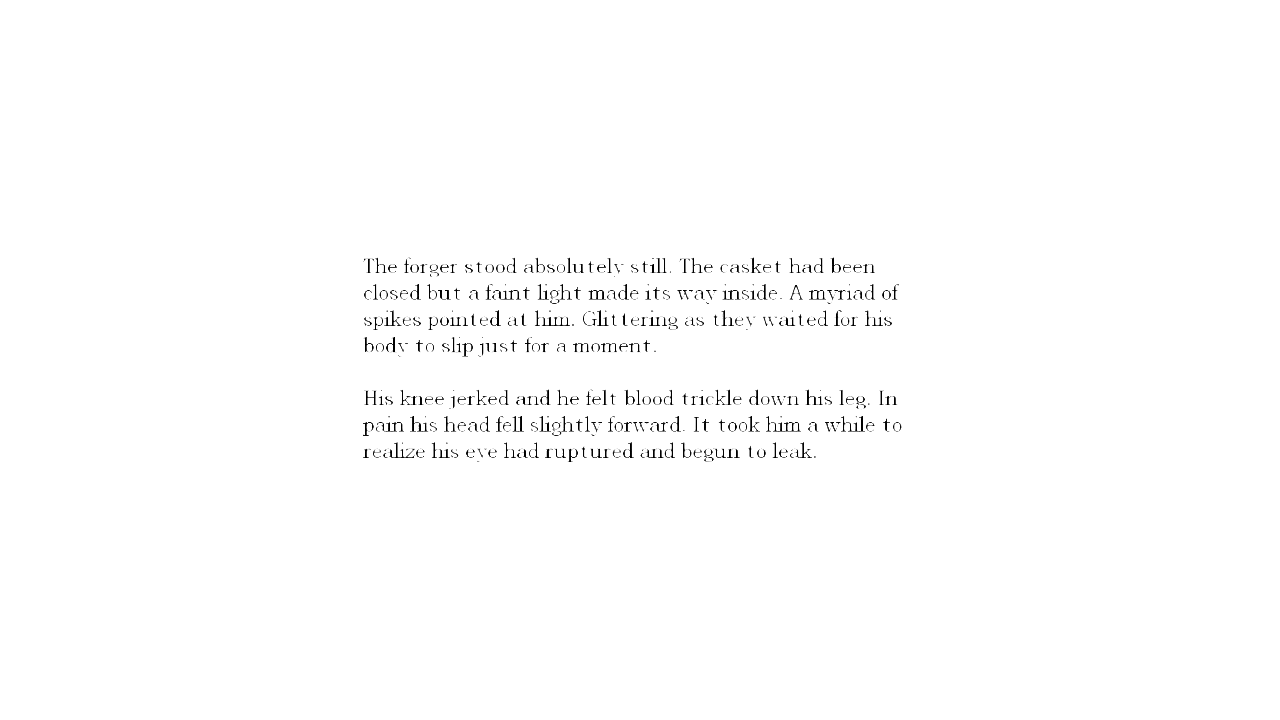 The forger stood absolutely still. The casket had been
closed but a faint light made its way inside. A myriad of
spikes pointed at him. Glittering as they waited for his
body to slip just for a moment.

His knee jerked and he felt blood trickle down his leg. In
pain his head fell slightly forward. It took him a while to
realize his eye had ruptured and begun to leak.